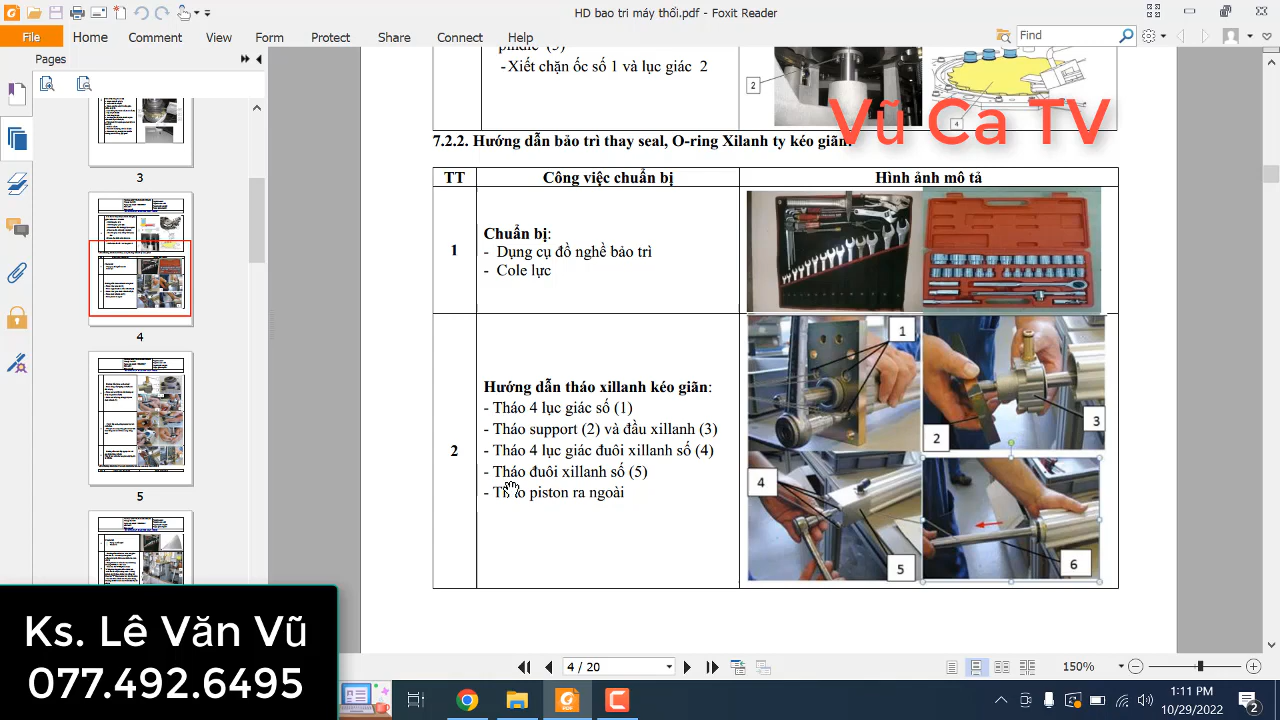 HD bao tri máy thổi.pdf - Foxit Reader
File Home Comment View Form Protect Share Connect Help Find
Pages
3
4
5
- Xiết chặn ốc số 1 và lục giác 2
2
4
Vũ Ca TV
7.2.2. Hướng dẫn bảo trì thay seal, O-ring Xilanh ty kéo giãn:
TT Công việc chuẩn bị Hình ảnh mô tả
1
Chuẩn bị:
- Dụng cụ đồ nghề bảo trì
- Cole lực
2
Hướng dẫn tháo xillanh kéo giãn:
- Tháo 4 lục giác số (1)
- Tháo support (2) và đầu xillanh (3)
- Tháo 4 lục giác đuôi xillanh số (4)
- Tháo đuôi xillanh số (5)
- Tháo piston ra ngoài
1
2
3
4
5
6
Ks. Lê Văn Vũ
077.492.6495
4 / 20
150%
1:11 PM
10/29/2022
2